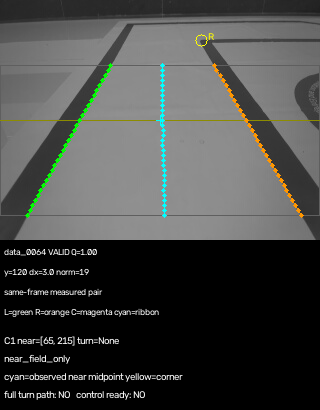 R
data_0064 VALID Q=1.00
y=120 dx=3.0 norm=19
same-frame measured pair
L=green R=orange C=magenta cyan=ribbon
C1 near=[65, 215] turn=None
near_field_only
cyan=observed near midpoint yellow=corner
full turn path: NO control ready: NO